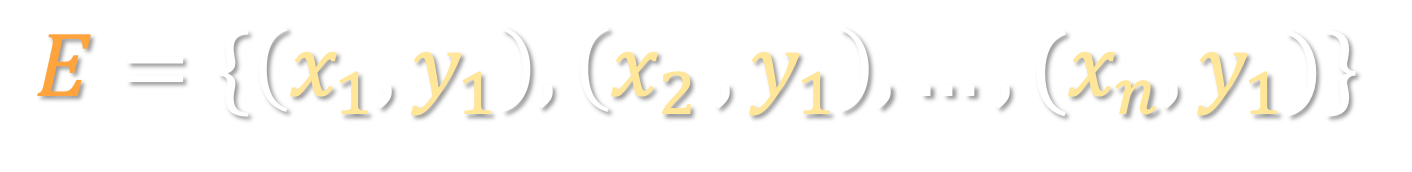 E = {(x₁, y₁), (x₂ , y₁), … , (xₙ, y₁)}